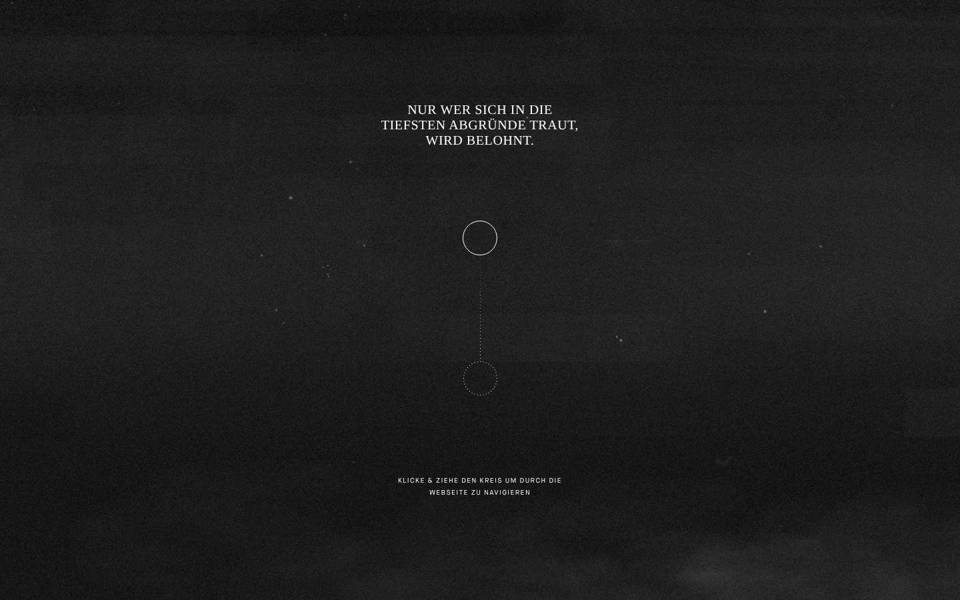 NUR WER SICH IN DIE
TIEFSTEN ABGRÜNDE TRAUT,
WIRD BELOHNT.
KLICKE & ZIEHE DEN KREIS UM DURCH DIE
WEBSEITE ZU NAVIGIEREN